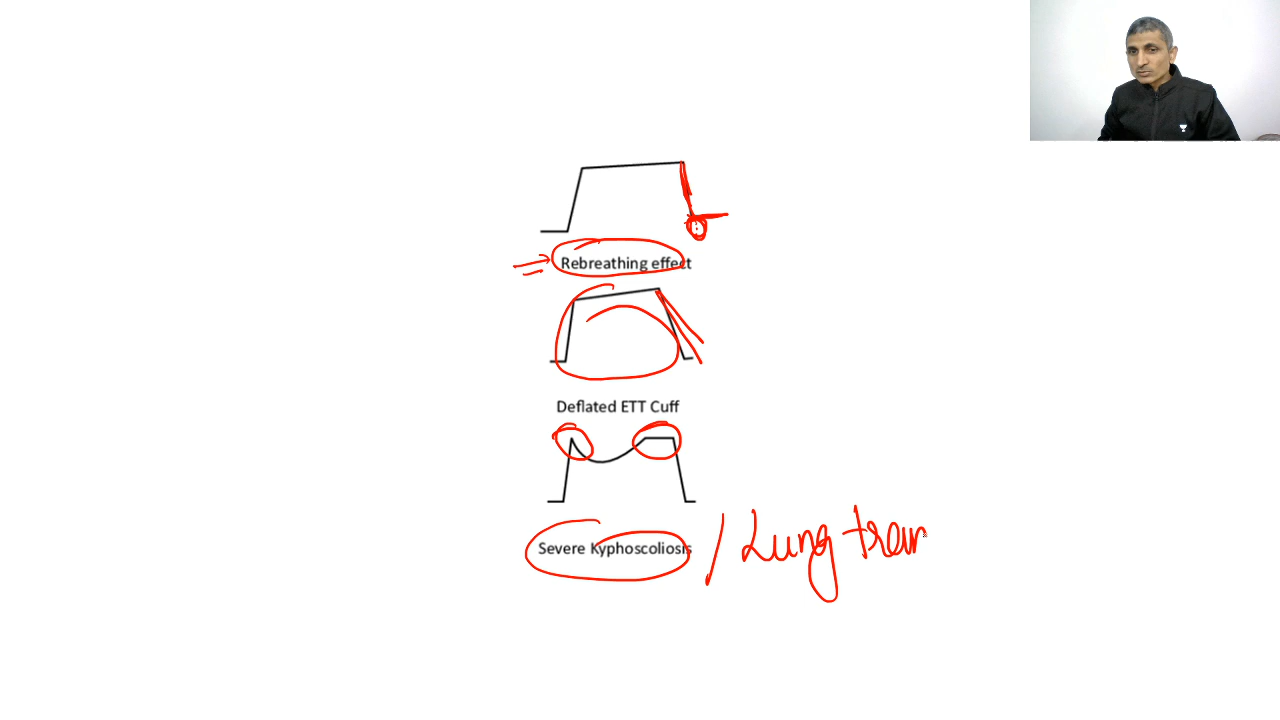 Rebreathing effect
Deflated ETT Cuff
Severe Kyphoscoliosis / Lung tran